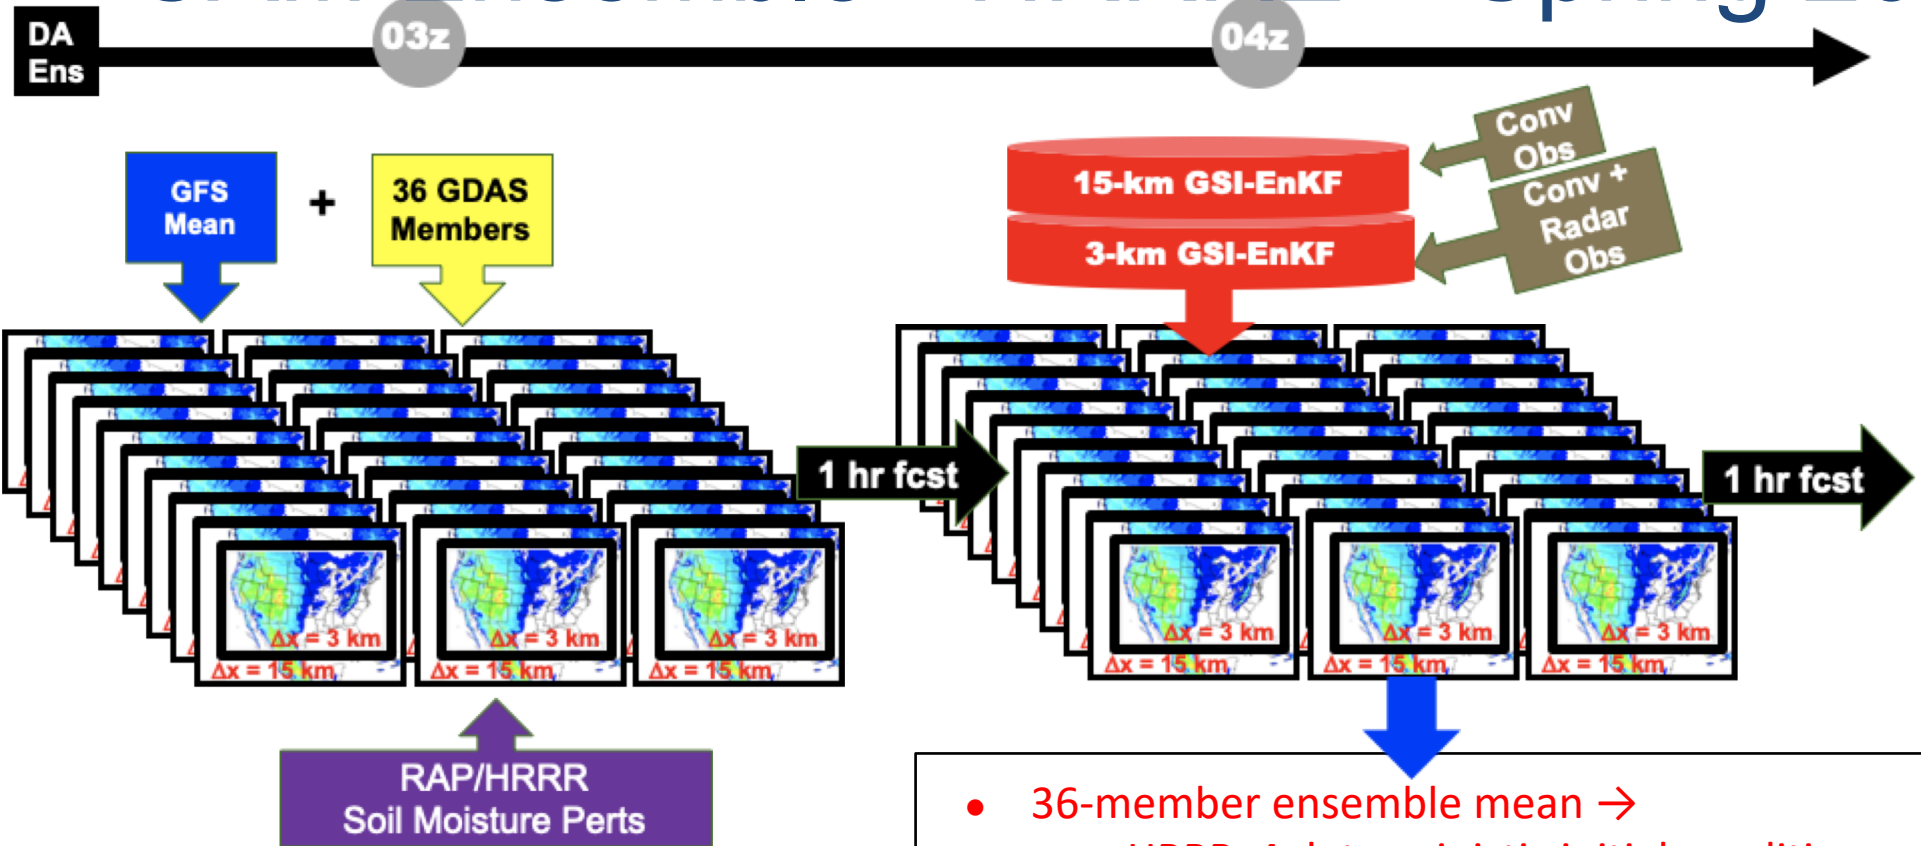 DA
Ens
03z
04z
GFS
Mean
+
36 GDAS
Members
15-km GSI-EnKF
3-km GSI-EnKF
Conv
Obs
Conv +
Radar
Obs
1 hr fcst
1 hr fcst
Δx = 3 km
Δx = 3 km
Δx = 3 km
Δx = 15 km
Δx = 15 km
Δx = 15 km
Δx = 3 km
Δx = 3 km
Δx = 3 km
Δx = 15 km
Δx = 15 km
Δx = 15 km
RAP/HRRR
Soil Moisture Perts
● 36-member ensemble mean →